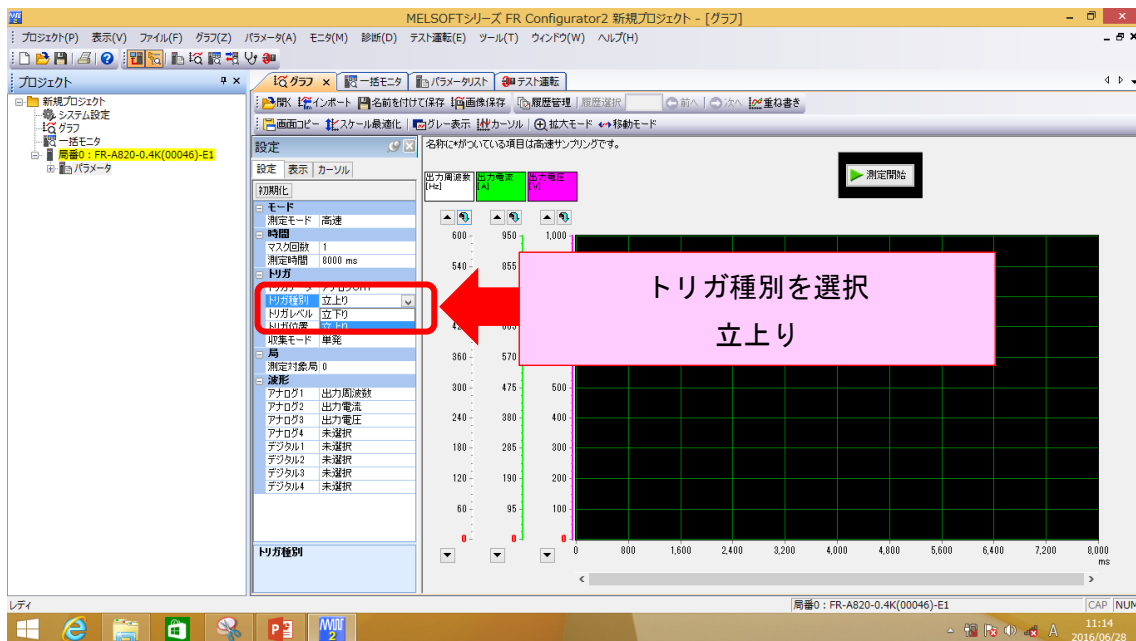 MELSOFTシリーズ FR Configurator2 新規プロジェクト - [グラフ]
プロジェクト(P) 表示(V) ファイル(F) グラフ(Z) パラメータ(A) モニタ(M) 診断(D) テスト運転(E) ツール(T) ウィンドウ(W) ヘルプ(H)
プロジェクト
新規プロジェクト
システム設定
グラフ
一括モニタ
局番0：FR-A820-0.4K(00046)-E1
パラメータ
グラフ 一括モニタ パラメータリスト テスト運転
開く インポート 名前を付けて保存 画像保存 履歴管理 履歴選択 前へ 次へ 重ね書き
画面コピー スケール最適化 グレー表示 カーソル 拡大モード 移動モード
設定
設定 表示 カーソル
初期化
モード
測定モード 高速
時間
マスク回数 1
測定時間 8000 ms
トリガ
トリガ種別 立上り
トリガレベル 立下り
トリガ位置 立上り
収集モード 単発
局
測定対象局 0
波形
アナログ1 出力周波数
アナログ2 出力電流
アナログ3 出力電圧
アナログ4 未選択
デジタル1 未選択
デジタル2 未選択
デジタル3 未選択
デジタル4 未選択
トリガ種別
名称に*がついている項目は高速サンプリングです。
出力周波数 出力電流 出力電圧
[Hz] [A] [V]
測定開始
600 950 1,000
540 855
トリガ種別を選択
立上り
360 570
300 475 500
240 380 400
180 285 300
120 190 200
60 95 100
0 0 0
0 800 1,600 2,400 3,200 4,000 4,800 5,600 6,400 7,200 8,000
ms
レディ
局番0：FR-A820-0.4K(00046)-E1
CAP NUM
A
11:14
2016/06/28